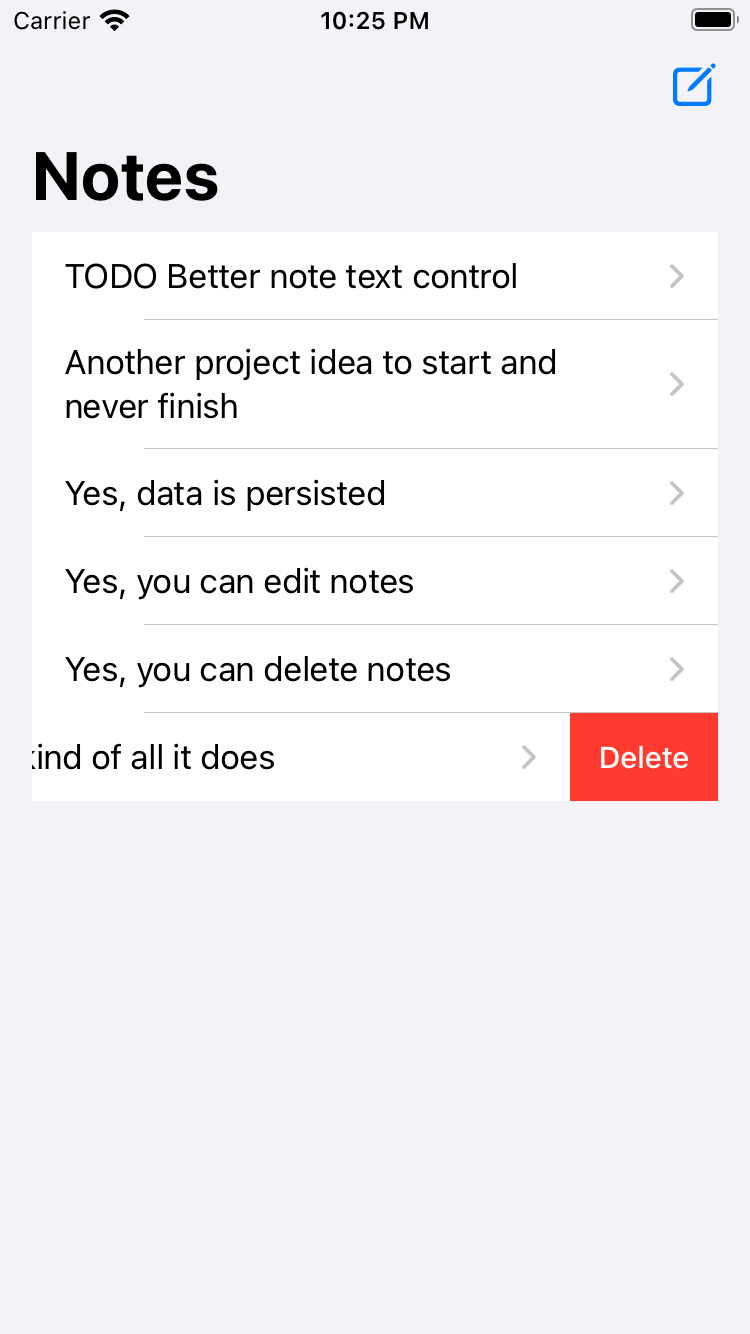 Carrier 10:25 PM
Notes
TODO Better note text control
Another project idea to start and
never finish
Yes, data is persisted
Yes, you can edit notes
Yes, you can delete notes
kind of all it does Delete